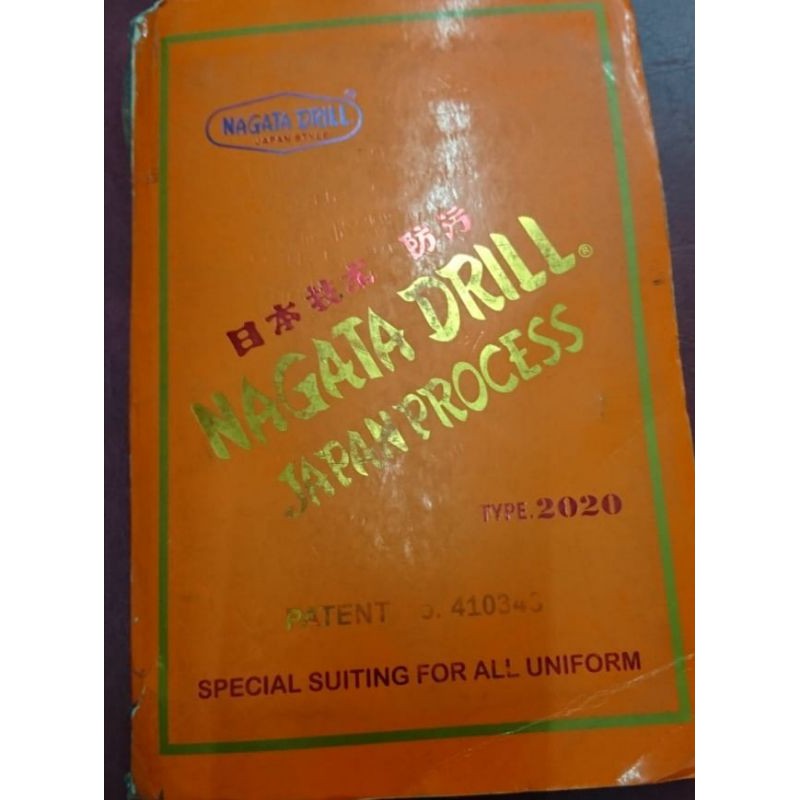 NAGATA DRILL ®
JAPAN STYLE
日本技术 防污
NAGATA DRILL ®
JAPAN PROCESS
TYPE. 2020
PATENT
SPECIAL SUITING FOR ALL UNIFORM